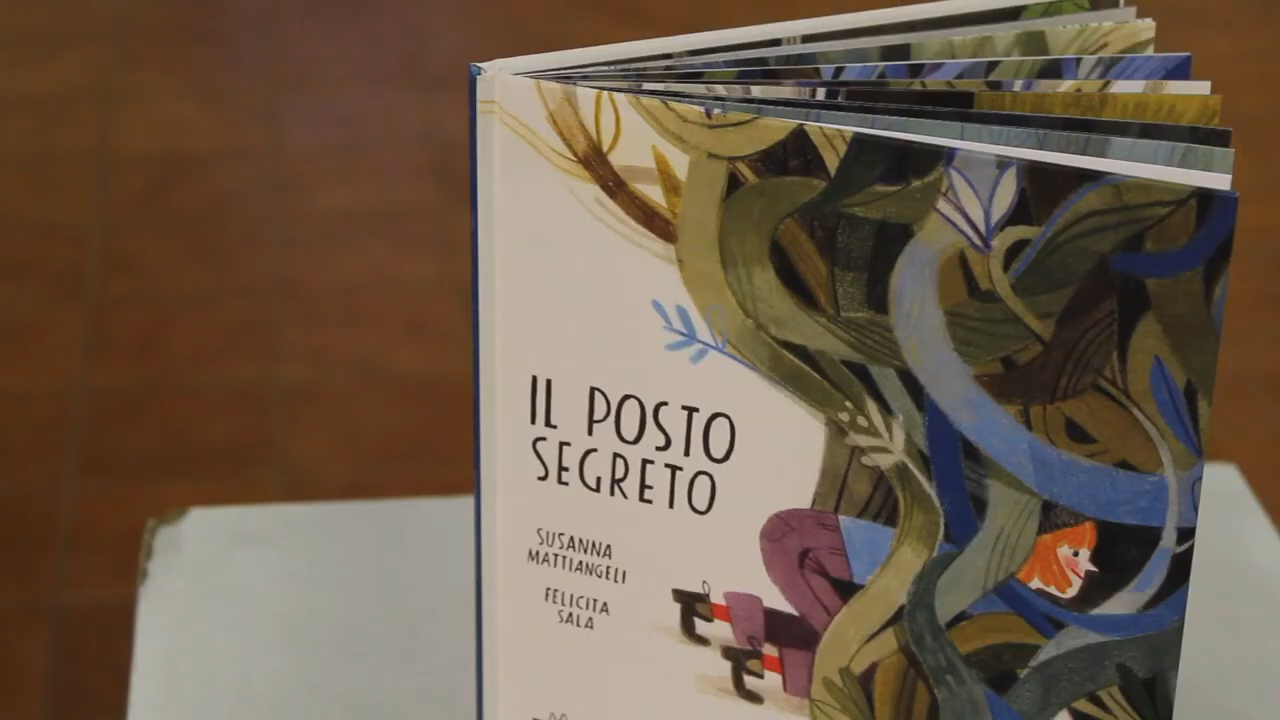 IL POSTO
SEGRETO
SUSANNA
MATTIANGELI
FELICITA
SALA